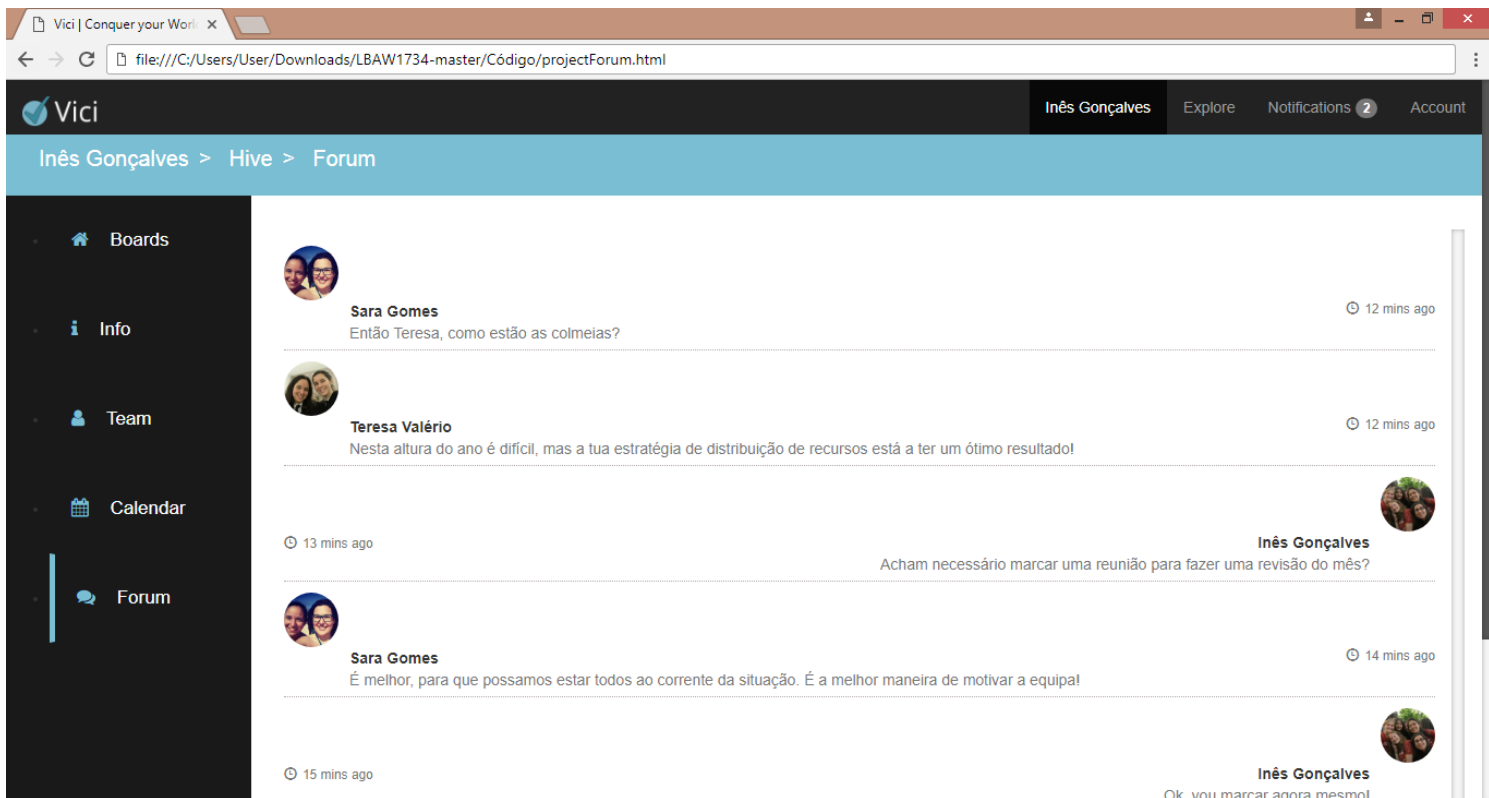 Vici | Conquer your Worl
file:///C:/Users/User/Downloads/LBAW1734-master/Código/projectForum.html
Vici
Inês Gonçalves Explore Notifications 2 Account
Inês Gonçalves > Hive > Forum
Boards
Info
Team
Calendar
Forum
Sara Gomes
12 mins ago
Então Teresa, como estão as colmeias?
Teresa Valério
12 mins ago
Nesta altura do ano é difícil, mas a tua estratégia de distribuição de recursos está a ter um ótimo resultado!
13 mins ago
Inês Gonçalves
Acham necessário marcar uma reunião para fazer uma revisão do mês?
Sara Gomes
14 mins ago
É melhor, para que possamos estar todos ao corrente da situação. É a melhor maneira de motivar a equipa!
15 mins ago
Inês Gonçalves
Ok, vou marcar agora mesmo!